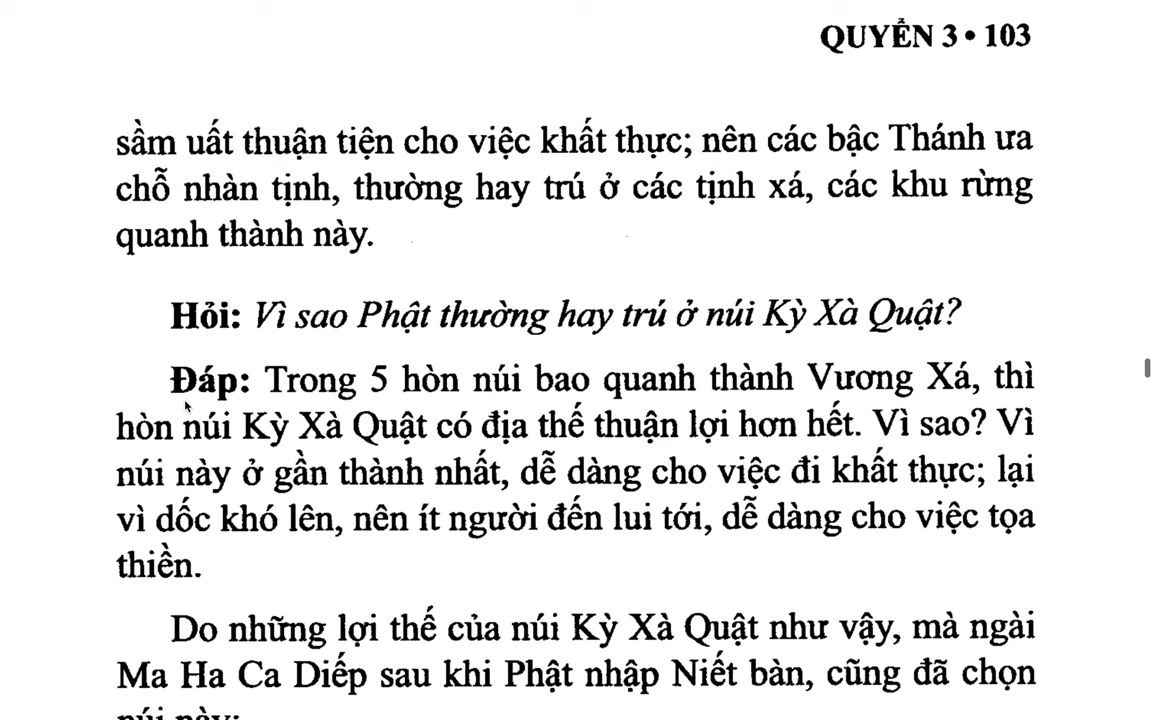 QUYỂN 3 • 103
sầm uất thuận tiện cho việc khất thực; nên các bậc Thánh ưa
chỗ nhàn tịnh, thường hay trú ở các tịnh xá, các khu rừng
quanh thành này.
Hỏi: Vì sao Phật thường hay trú ở núi Kỳ Xà Quật?
Đáp: Trong 5 hòn núi bao quanh thành Vương Xá, thì
hòn núi Kỳ Xà Quật có địa thế thuận lợi hơn hết. Vì sao? Vì
núi này ở gần thành nhất, dễ dàng cho việc đi khất thực; lại
vì dốc khó lên, nên ít người đến lui tới, dễ dàng cho việc tọa
thiền.
Do những lợi thế của núi Kỳ Xà Quật như vậy, mà ngài
Ma Ha Ca Diếp sau khi Phật nhập Niết bàn, cũng đã chọn
núi này: